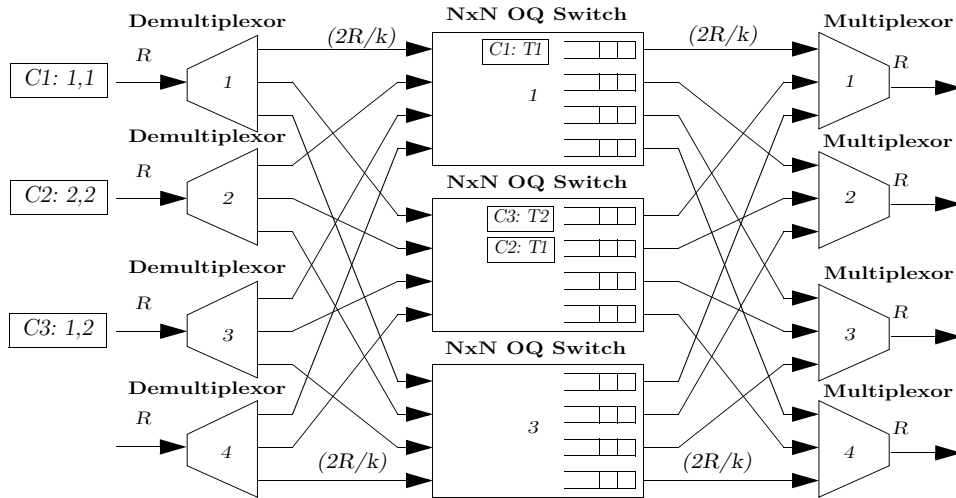 Demultiplexor
NxN OQ Switch
Multiplexor
(2R/k)
(2R/k)
R
C1: 1,1
1
C1: T1
1
1
R
Demultiplexor
Multiplexor
R
C2: 2,2
2
NxN OQ Switch
2
R
C3: T2
C2: T1
2
Demultiplexor
Multiplexor
R
C3: 1,2
3
3
R
NxN OQ Switch
Demultiplexor
Multiplexor
R
4
3
4
R
(2R/k)
(2R/k)